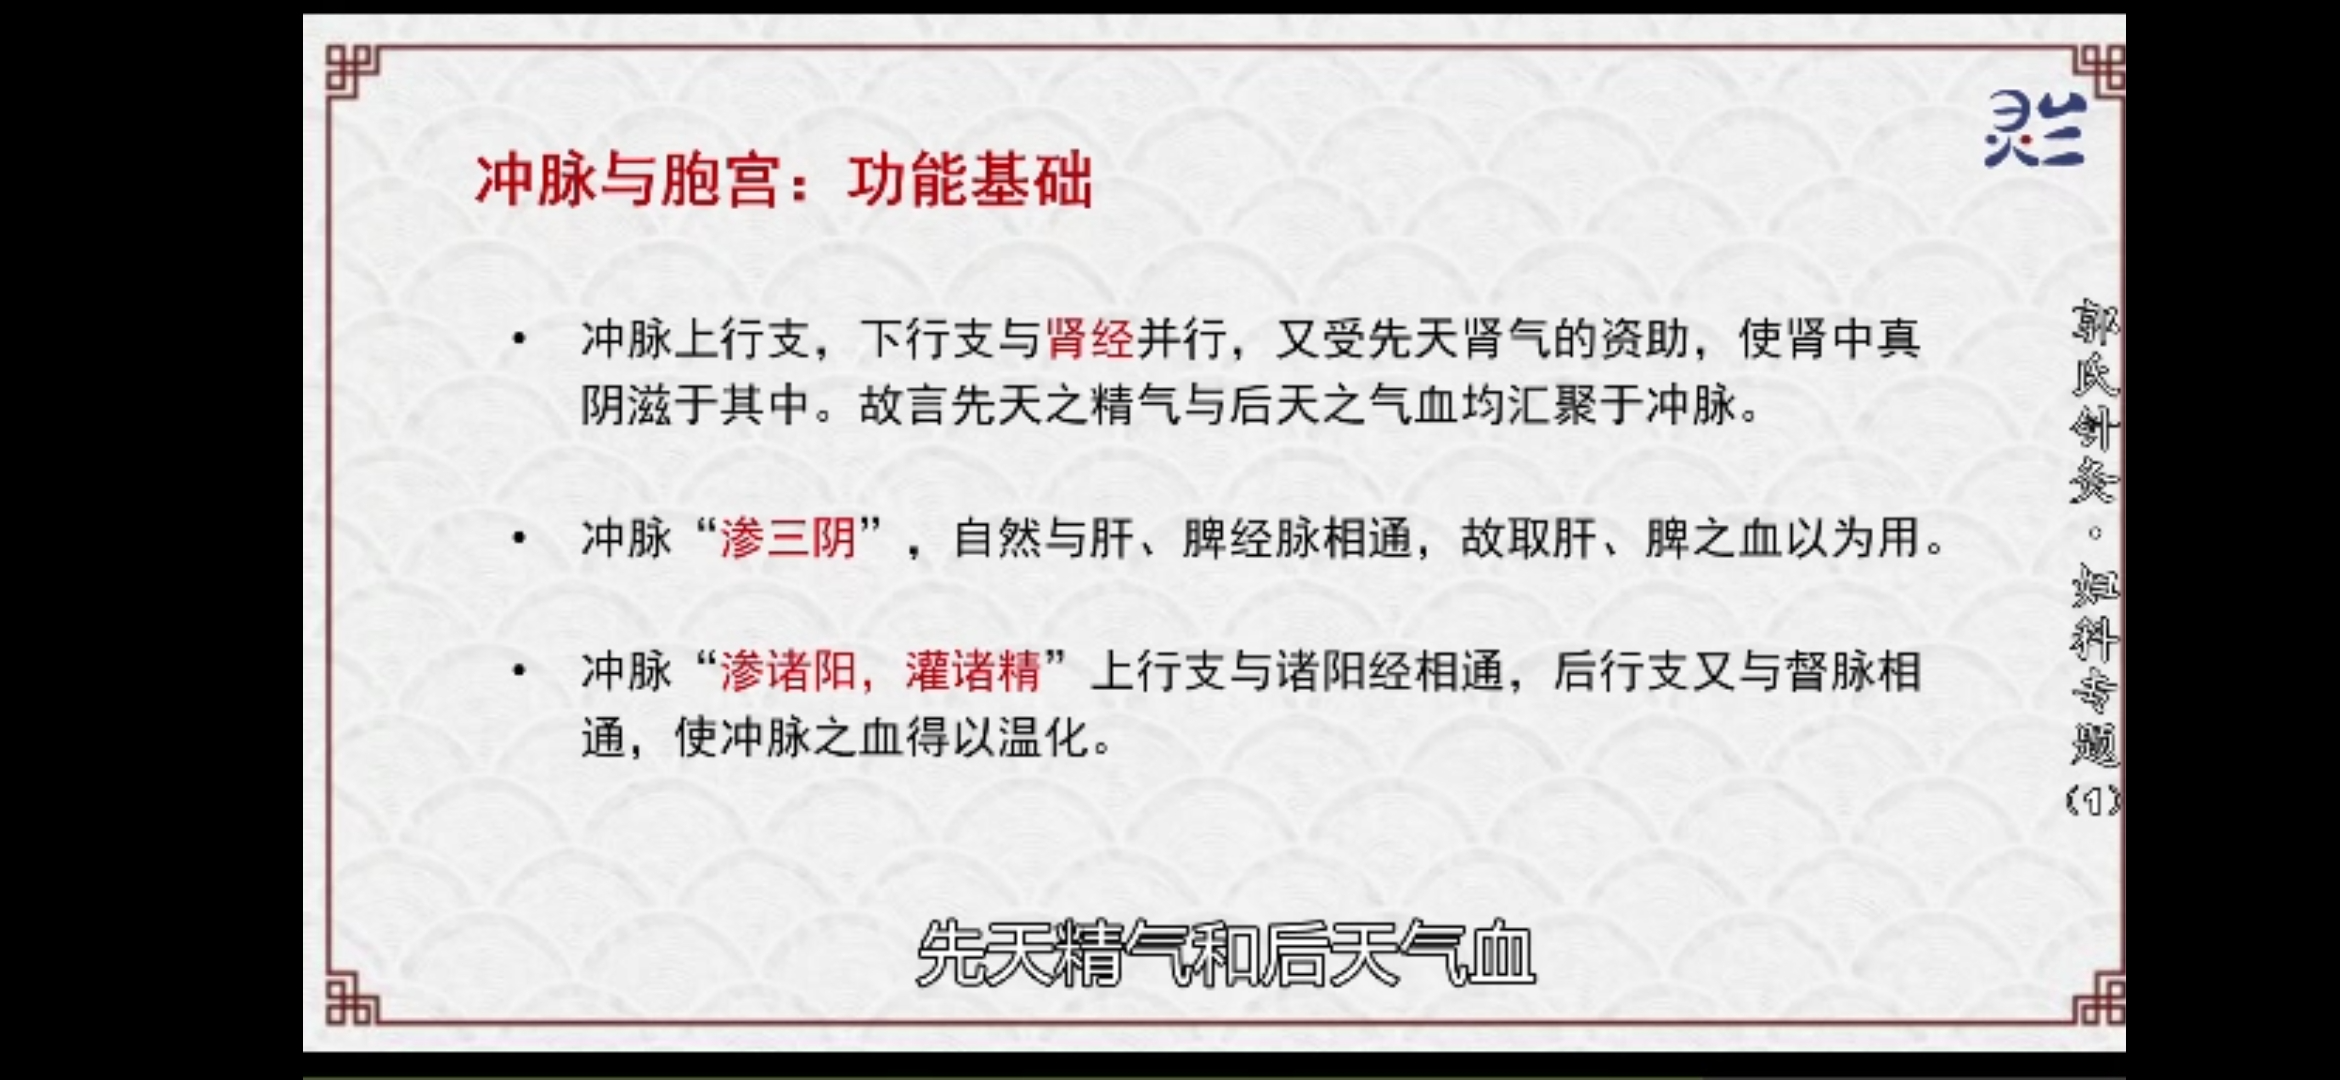 灵兰
冲脉与胞宫：功能基础
• 冲脉上行支，下行支与肾经并行，又受先天肾气的资助，使肾中真
阴滋于其中。故言先天之精气与后天之气血均汇聚于冲脉。
• 冲脉“渗三阴”，自然与肝、脾经脉相通，故取肝、脾之血以为用。
• 冲脉“渗诸阳，灌诸精”上行支与诸阳经相通，后行支又与督脉相
通，使冲脉之血得以温化。
郭氏针灸·妇科专题(1)
先天精气和后天气血